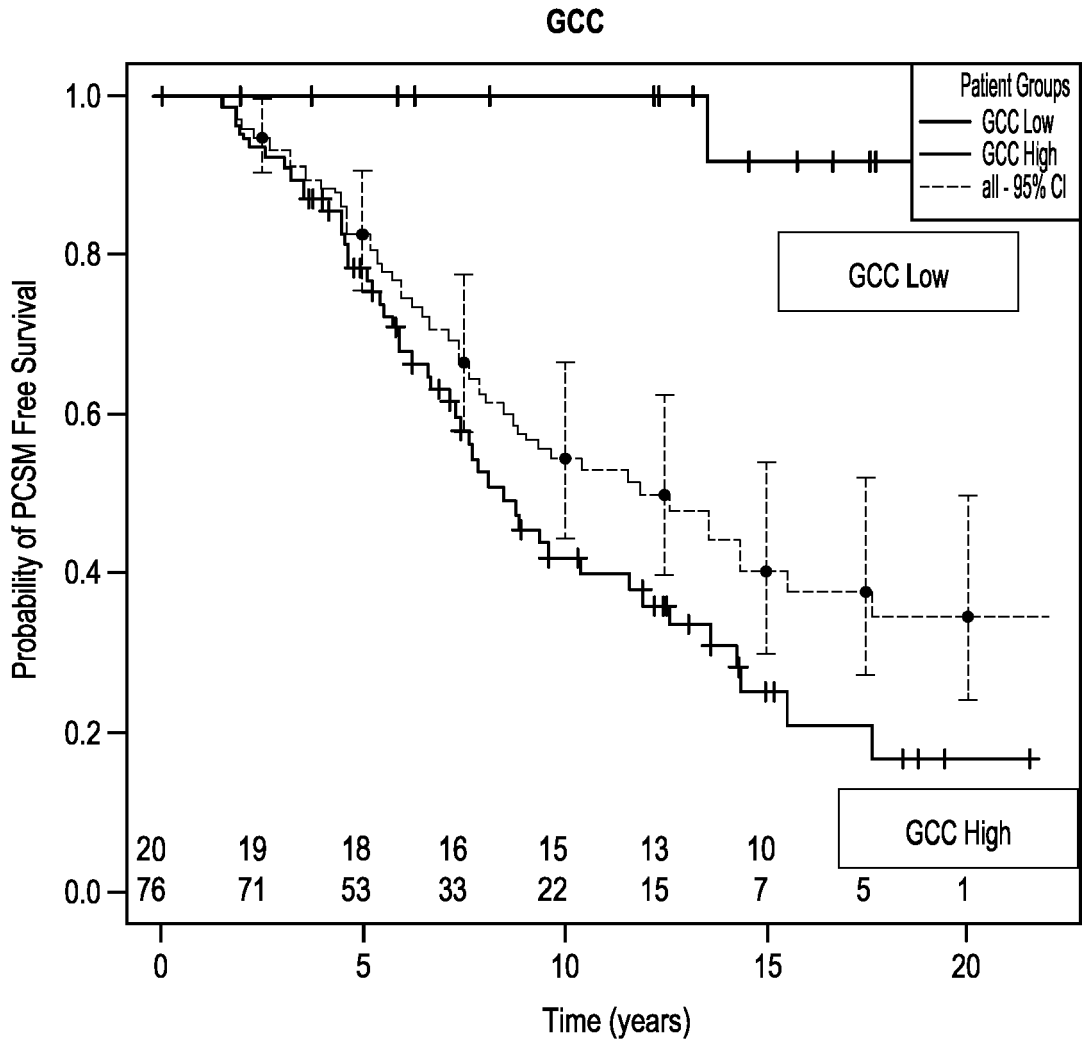 GCC
Patient Groups
GCC Low
GCC High
all - 95% CI
GCC Low
GCC High
Probability of PCSM Free Survival
1.0
0.8
0.6
0.4
0.2
0.0
20 19 18 16 15 13 10
76 71 53 33 22 15 7 5 1
0 5 10 15 20
Time (years)